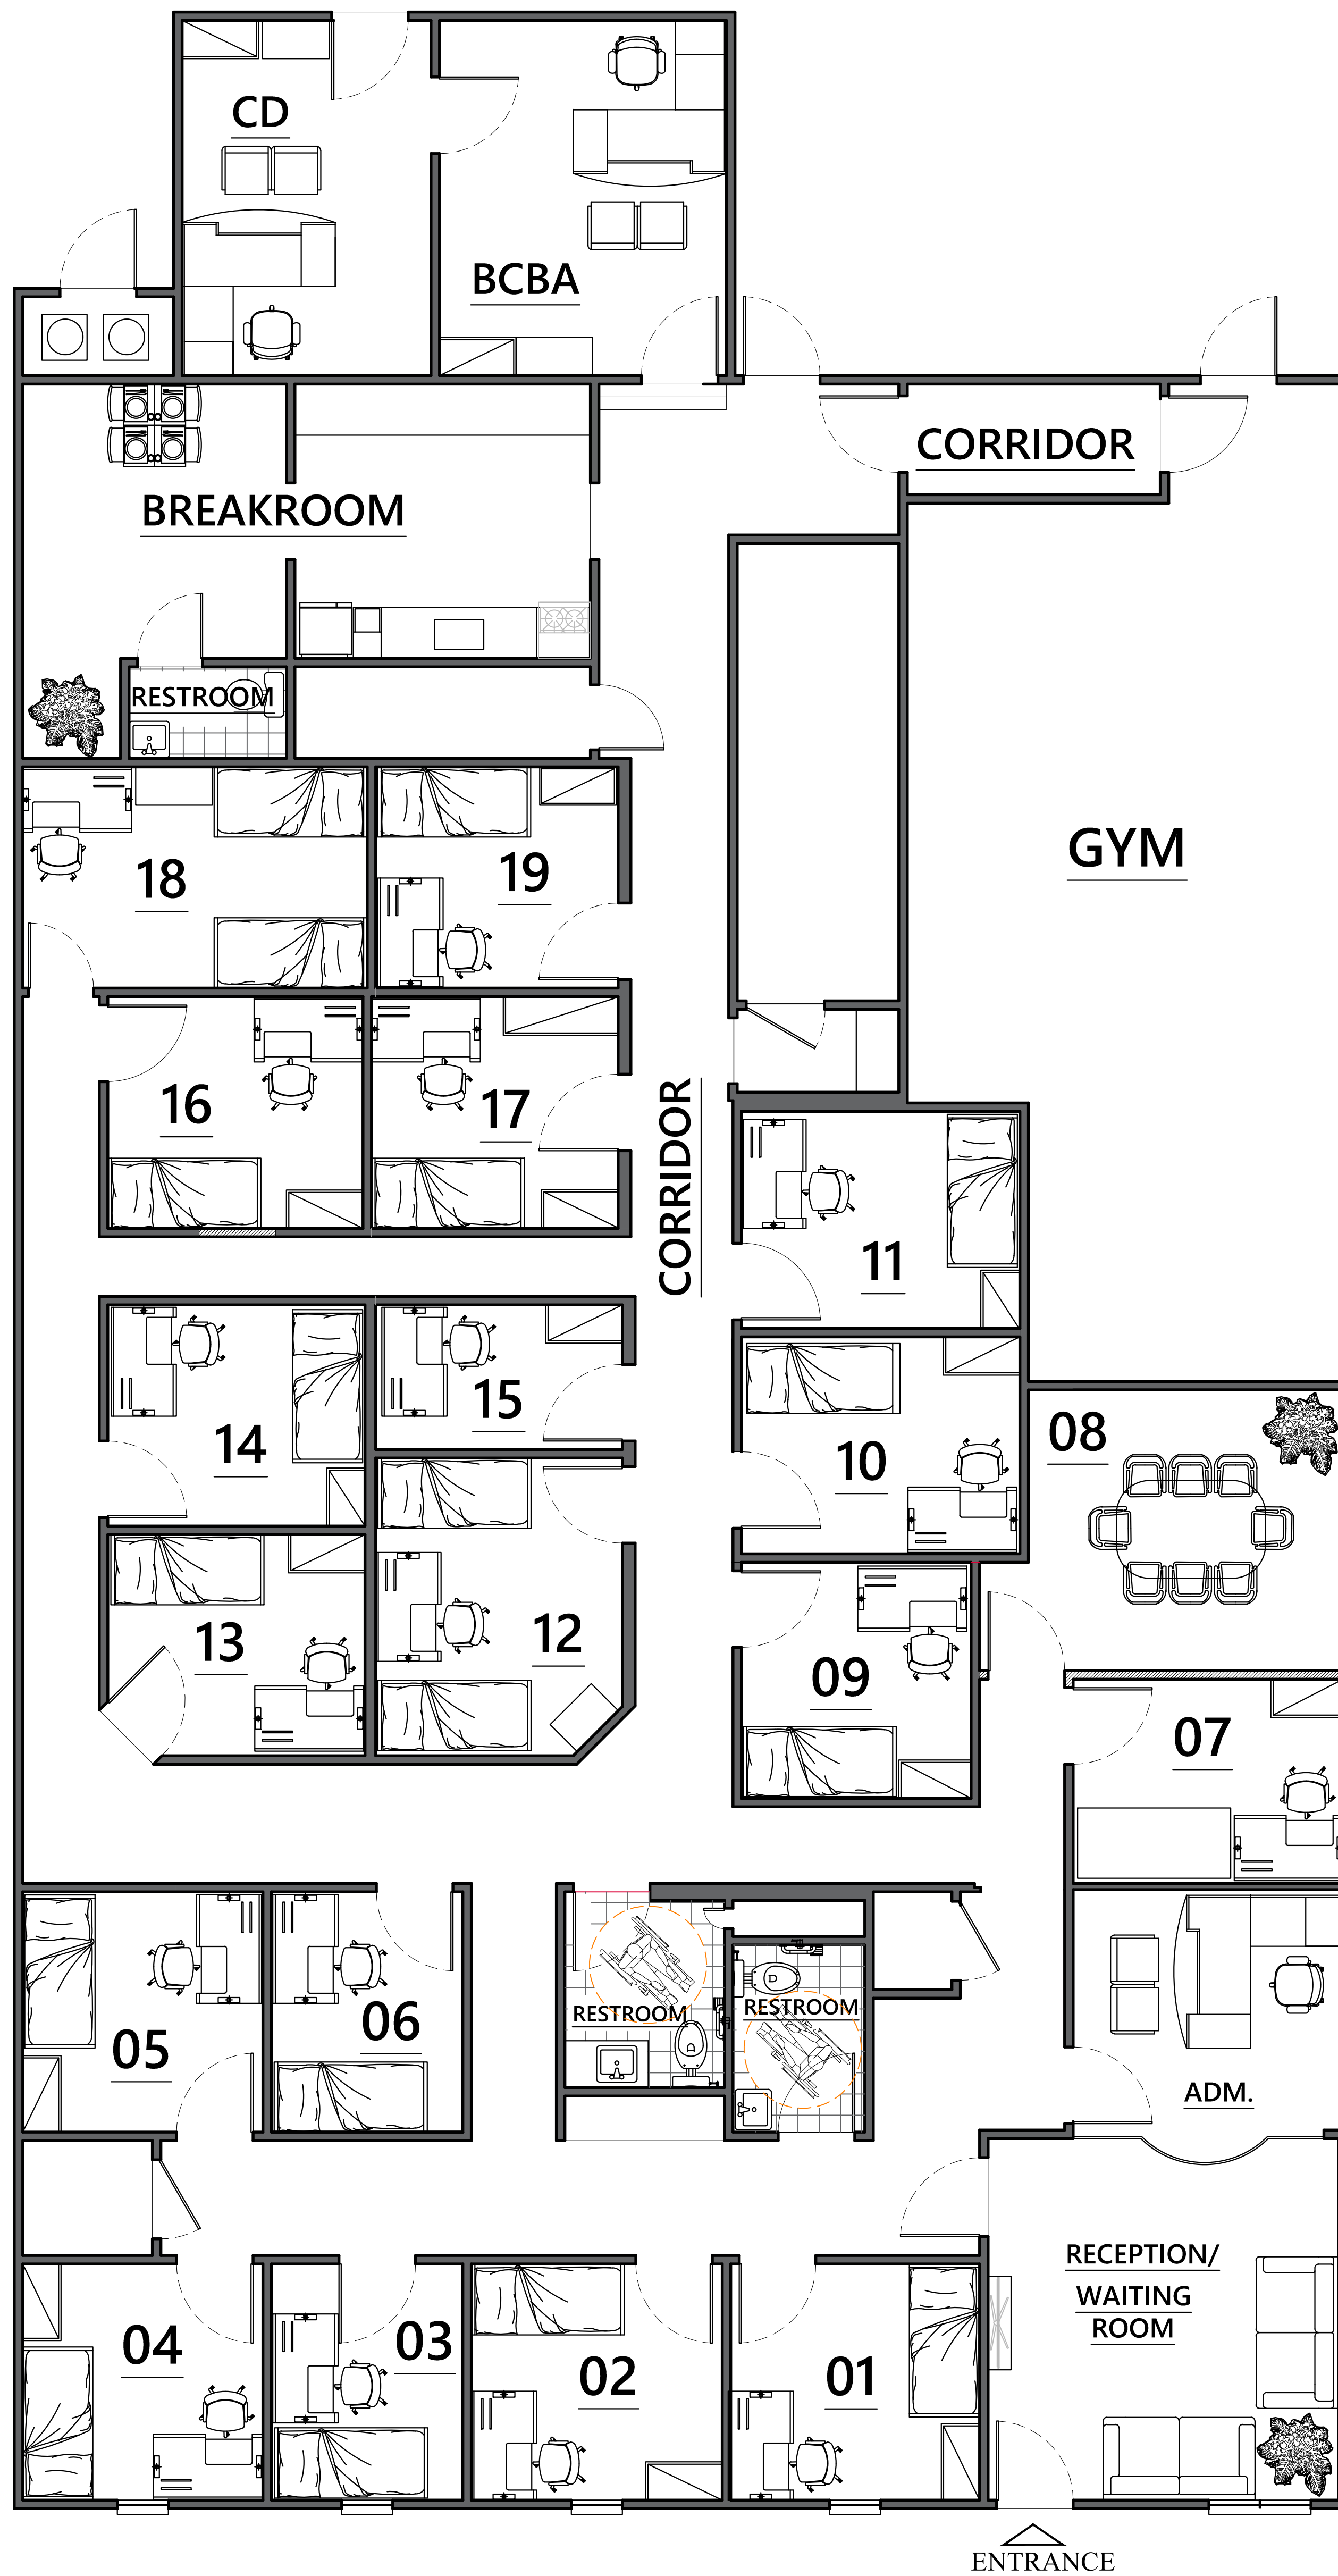 CD
BCBA
CORRIDOR
BREAKROOM
RESTROOM
GYM
18
19
16
17
CORRIDOR
11
14
15
08
10
13
12
09
07
05
06
RESTROOM
RESTROOM
ADM.
RECEPTION/
WAITING
ROOM
04
03
02
01
ENTRANCE